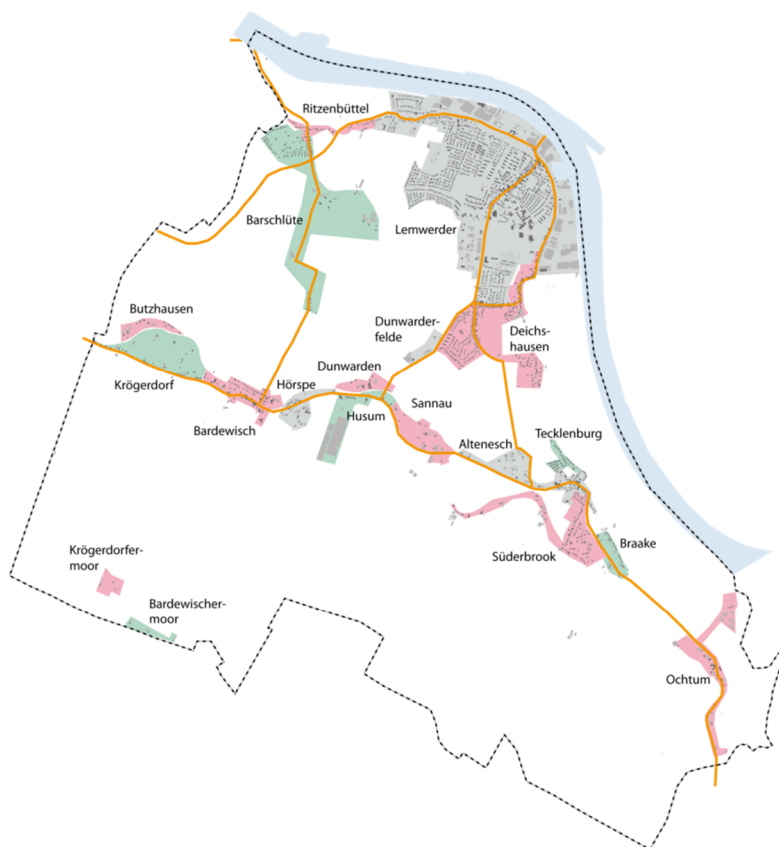 Ritzenbüttel
Barschlüte
Lemwerder
Butzhausen
Dunwarder-
felde
Deichs-
hausen
Krögerdorf
Dunwarden
Hörspe
Bardewisch
Husum
Sannau
Altenesch
Tecklenburg
Süderbrook
Braake
Krögerdorfer-
moor
Bardewischer-
moor
Ochtum